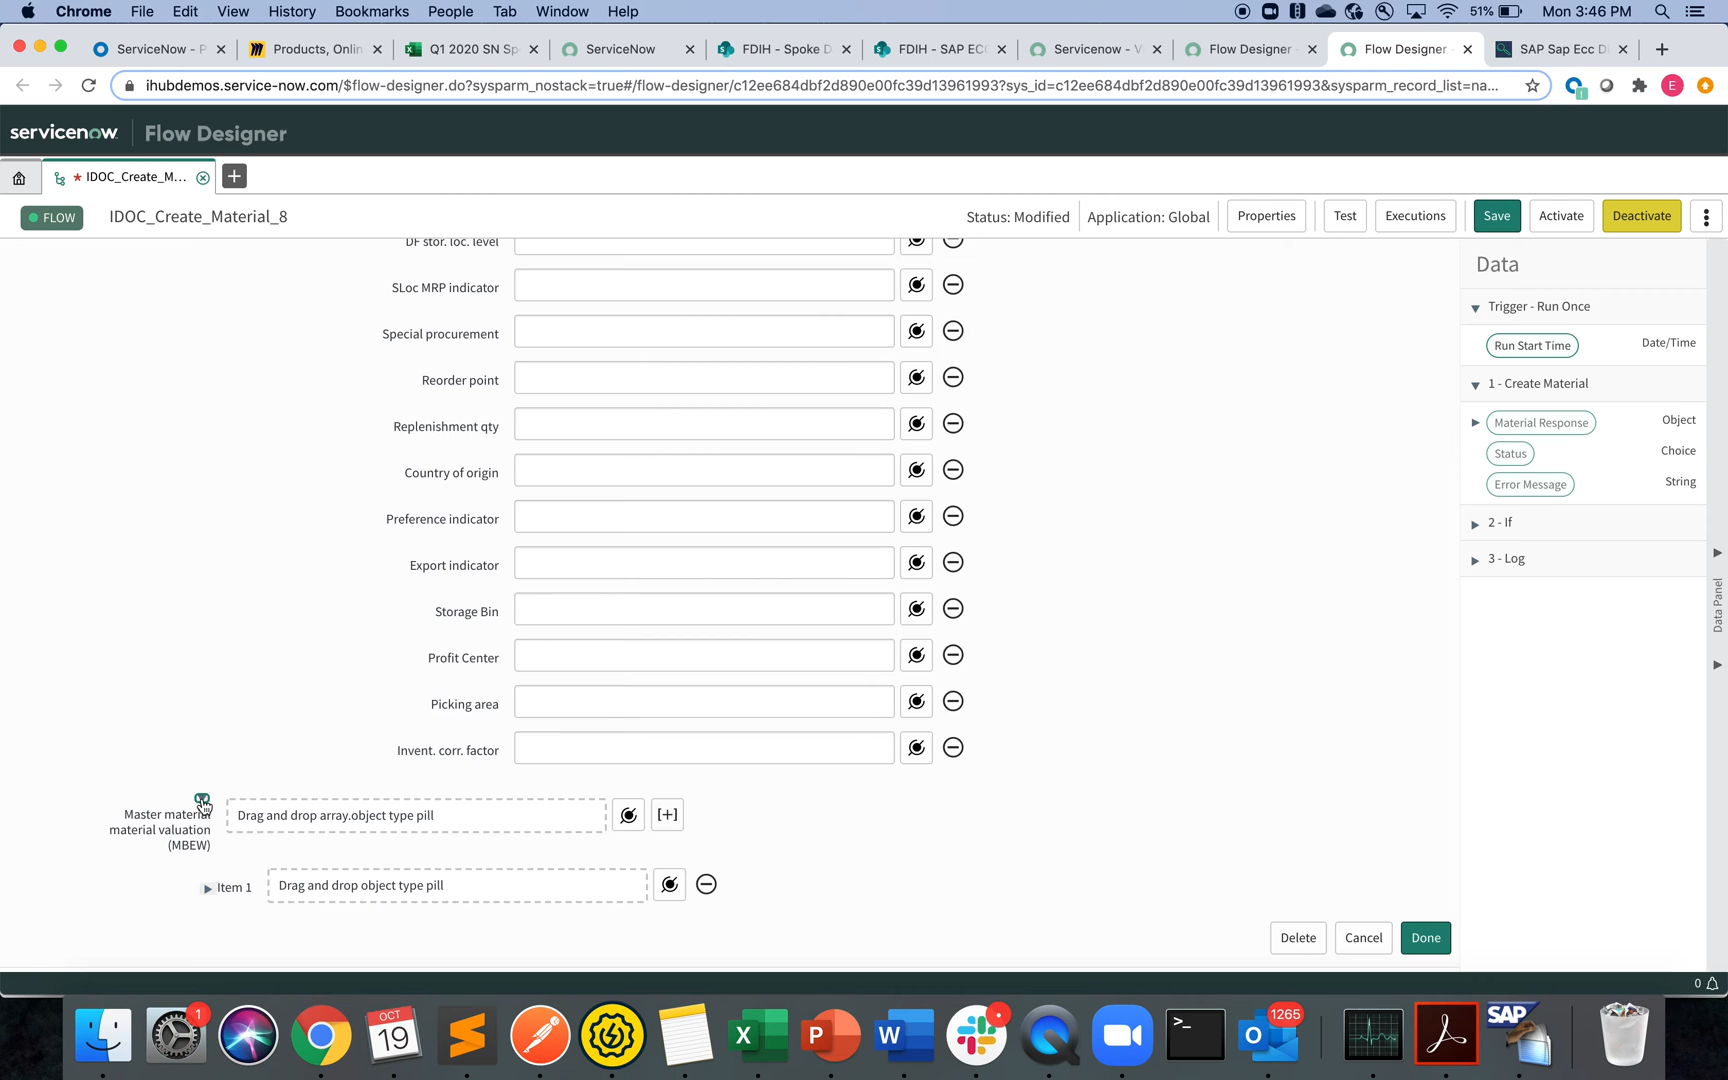 Chrome File Edit View History Bookmarks People Tab Window Help 51% Mon 3:46 PM
ServiceNow - P Products, Onlin Q1 2020 SN Sp ServiceNow FDIH - Spoke D FDIH - SAP ECC Servicenow - V Flow Designer Flow Designer SAP Sap Ecc D
ihubdemos.service-now.com/$flow-designer.do?sysparm_nostack=true#/flow-designer/c12ee684dbf2d890e00fc39d13961993?sys_id=c12ee684dbf2d890e00fc39d13961993&sysparm_record_list=na... E
servicenow Flow Designer
* IDOC_Create_M...
FLOW IDOC_Create_Material_8 Status: Modified Application: Global Properties Test Executions Save Activate Deactivate
DF stor. loc. level
SLoc MRP indicator
Special procurement
Reorder point
Replenishment qty
Country of origin
Preference indicator
Export indicator
Storage Bin
Profit Center
Picking area
Invent. corr. factor
Master material
material valuation
(MBEW)
Drag and drop array.object type pill [+]
Item 1 Drag and drop object type pill
Delete Cancel Done
Data
Trigger - Run Once
Run Start Time Date/Time
1 - Create Material
Material Response Object
Status Choice
Error Message String
2 - If
3 - Log
Data Panel
0
1 OCT 19 X P W >_ 1265 SAP